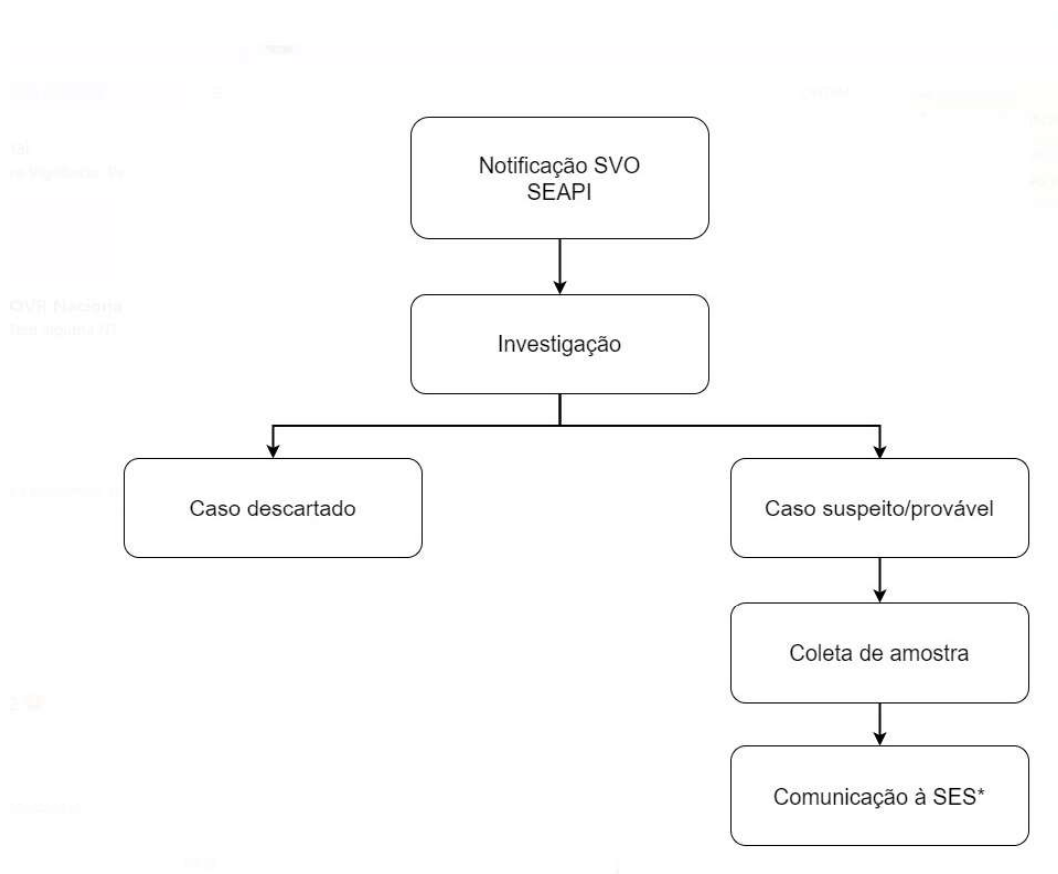 Notificação SVO
SEAPI
Investigação
Caso descartado
Caso suspeito/provável
Coleta de amostra
Comunicação à SES*